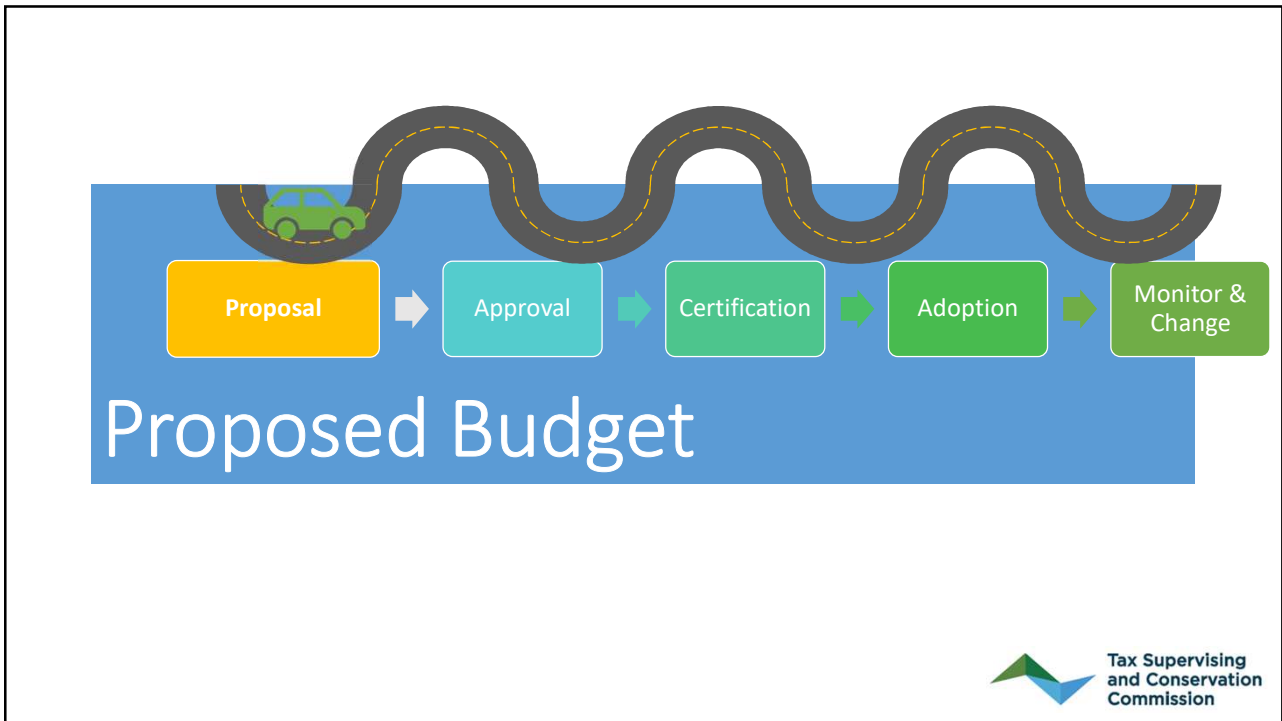 Proposal
Approval
Certification
Adoption
Monitor &
Change
Proposed Budget
Tax Supervising
and Conservation
Commission